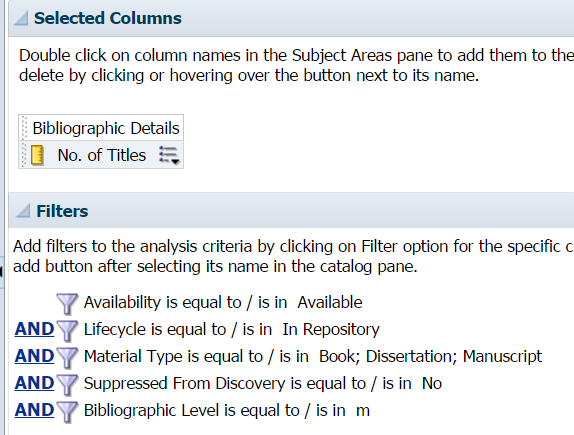 Selected Columns
Double click on column names in the Subject Areas pane to add them to the
delete by clicking or hovering over the button next to its name.
Bibliographic Details
No. of Titles
Filters
Add filters to the analysis criteria by clicking on Filter option for the specific c
add button after selecting its name in the catalog pane.
Availability is equal to / is in Available
AND Lifecycle is equal to / is in In Repository
AND Material Type is equal to / is in Book; Dissertation; Manuscript
AND Suppressed From Discovery is equal to / is in No
AND Bibliographic Level is equal to / is in m